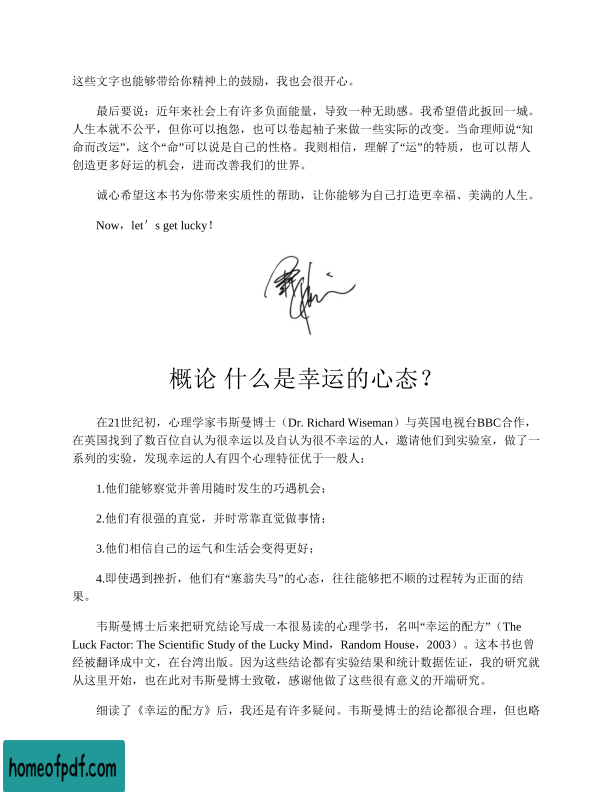 这些文字也能够带给你精神上的鼓励，我也会很开心。
最后要说：近年来社会上有许多负面能量，导致一种无助感。我希望借此扳回一城。
人生本就不公平，但你可以抱怨，也可以卷起袖子来做一些实际的改变。当命理师说“知
命而改运”，这个“命”可以说是自己的性格。我则相信，理解了“运”的特质，也可以帮人
创造更多好运的机会，进而改善我们的世界。
诚心希望这本书为你带来实质性的帮助，让你能够为自己打造更幸福、美满的人生。
Now，let′s get lucky！
概论 什么是幸运的心态？
在21世纪初，心理学家韦斯曼博士（Dr. Richard Wiseman）与英国电视台BBC合作，
在英国找到了数百位自认为很幸运以及自认为很不幸运的人，邀请他们到实验室，做了一
系列的实验，发现幸运的人有四个心理特征优于一般人：
1.他们能够察觉并善用随时发生的巧遇机会；
2.他们有很强的直觉，并时常靠直觉做事情；
3.他们相信自己的运气和生活会变得更好；
4.即使遇到挫折，他们有“塞翁失马”的心态，往往能够把不顺的过程转为正面的结
果。
韦斯曼博士后来把研究结论写成一本很易读的心理学书，名叫“幸运的配方”（The
Luck Factor: The Scientific Study of the Lucky Mind，Random House，2003）。这本书也曾
经被翻译成中文，在台湾出版。因为这些结论都有实验结果和统计数据佐证，我的研究就
从这里开始，也在此对韦斯曼博士致敬，感谢他做了这些很有意义的开端研究。
细读了《幸运的配方》后，我还是有许多疑问。韦斯曼博士的结论都很合理，但也略
homeofpdf.com